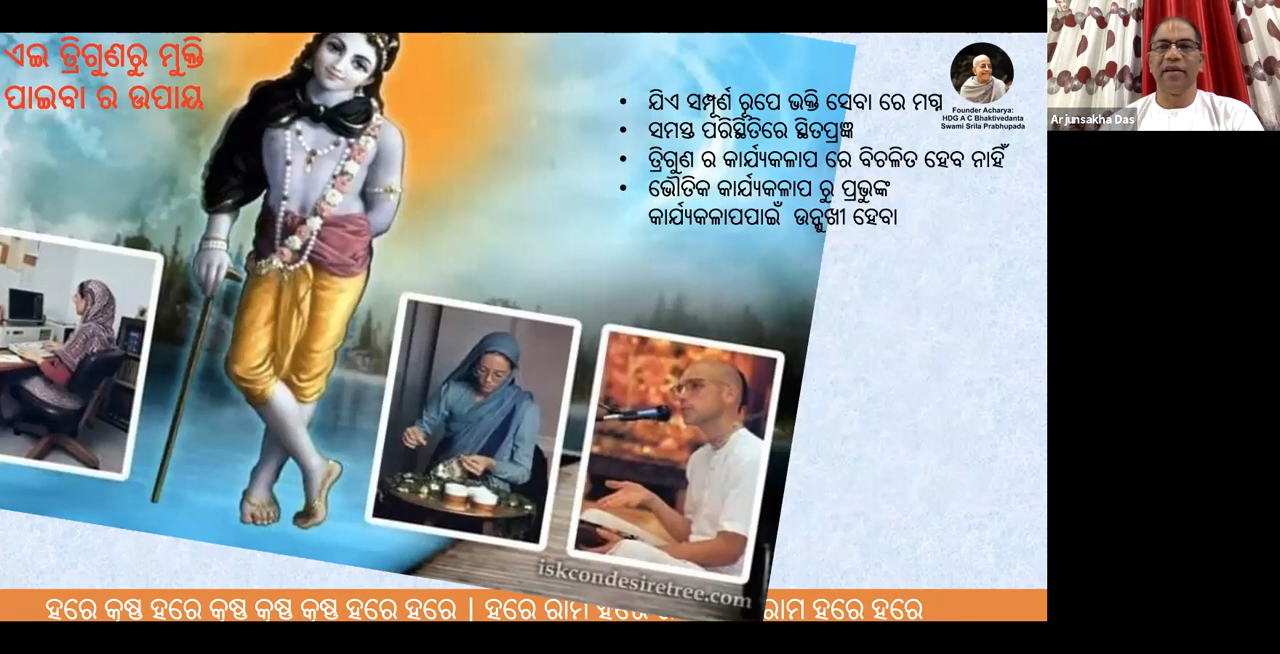 ଏଇ ତ୍ରିଗୁଣରୁ ମୁକ୍ତି
ପାଇବା ର ଉପାୟ
• ଯିଏ ସମ୍ପୂର୍ଣ ରୂପେ ଭକ୍ତି ସେବା ରେ ମଗ୍ନ
• ସମସ୍ତ ପରିସ୍ଥିତିରେ ସ୍ଥିତପ୍ରଜ୍ଞ
• ତ୍ରିଗୁଣ ର କାର୍ଯ୍ୟକଳାପ ରେ ବିଚଳିତ ହେବ ନାହିଁ
• ଭୌତିକ କାର୍ଯ୍ୟକଳାପ ରୁ ପ୍ରଭୁଙ୍କ
କାର୍ଯ୍ୟକଳାପପାଇଁ ଉନ୍ମୁଖୀ ହେବା
Founder Acharya:
HDG A C Bhaktivedanta
Swami Srila Prabhupada
Arjunsakha Das
iskcondesiretree.com
ହରେ କୃଷ୍ଣ ହରେ କୃଷ୍ଣ କୃଷ୍ଣ କୃଷ୍ଣ ହରେ ହରେ | ହରେ ରାମ ହରେ ରାମ ହରେ ହରେ